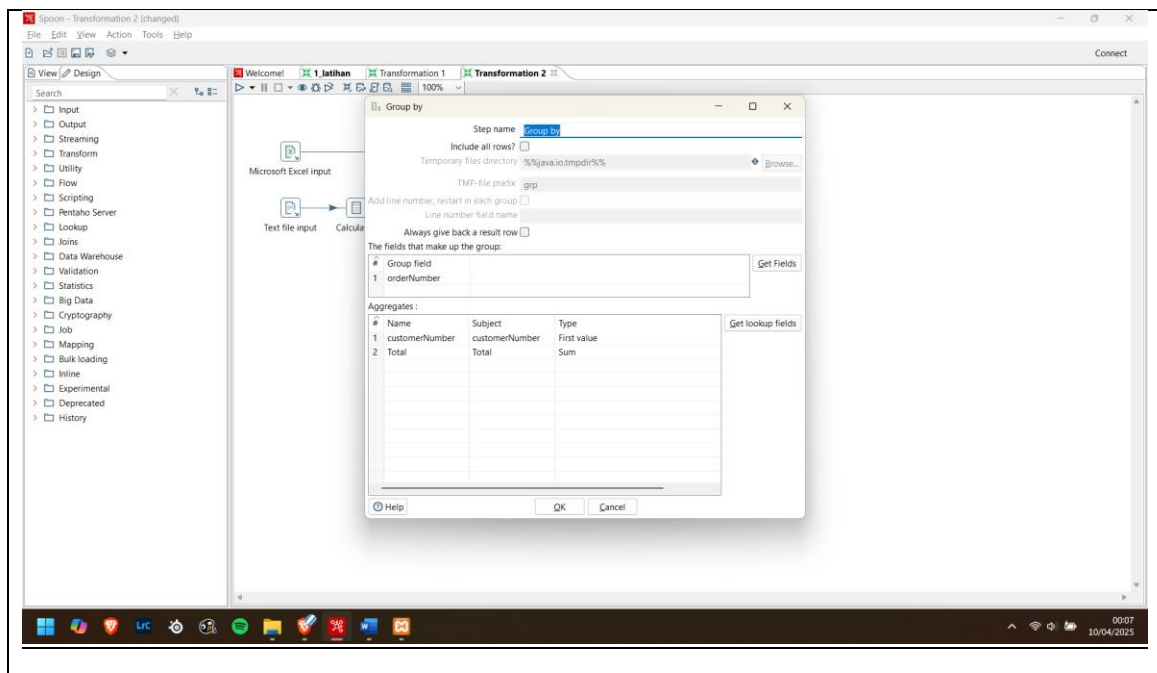 Spoon - Transformation 2 (changed)
File Edit View Action Tools Help
Connect
View Design
Welcome! 1_latihan Transformation 1 Transformation 2
Search
100%
Input
Output
Streaming
Transform
Utility
Flow
Scripting
Pentaho Server
Lookup
Joins
Data Warehouse
Validation
Statistics
Big Data
Cryptography
Job
Mapping
Bulk loading
Inline
Experimental
Deprecated
History
Microsoft Excel input
Text file input Calcula
Group by
Step name Group by
Include all rows?
Temporary files directory %%java.io.tmpdir%% Browse...
TMP-file prefix grp
Add line number, restart in each group
Line number field name
Always give back a result row
The fields that make up the group:
# Group field Get Fields
1 orderNumber
Aggregates :
# Name Subject Type Get lookup fields
1 customerNumber customerNumber First value
2 Total Total Sum
Help OK Cancel
LrC
00:07
10/04/2025